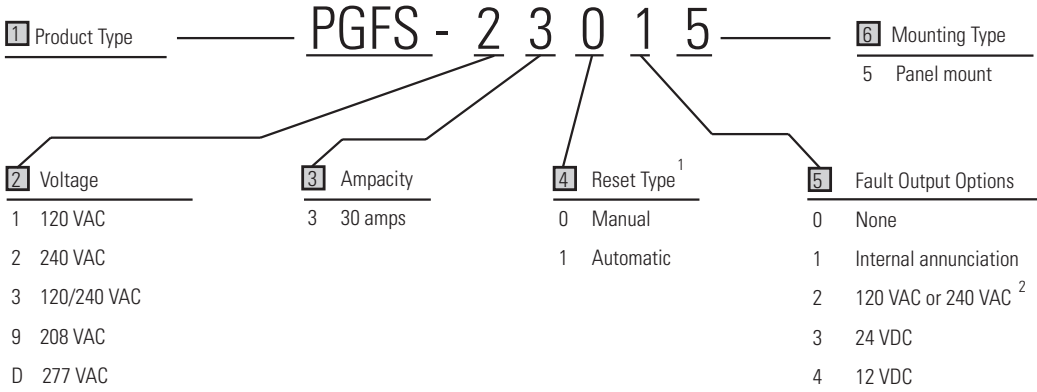 1 Product Type
PGFS - 2 3 0 1 5
6 Mounting Type
5 Panel mount
2 Voltage
1 120 VAC
2 240 VAC
3 120/240 VAC
9 208 VAC
D 277 VAC
3 Ampacity
3 30 amps
4 Reset Type 1
0 Manual
1 Automatic
5 Fault Output Options
0 None
1 Internal annunciation
2 120 VAC or 240 VAC 2
3 24 VDC
4 12 VDC